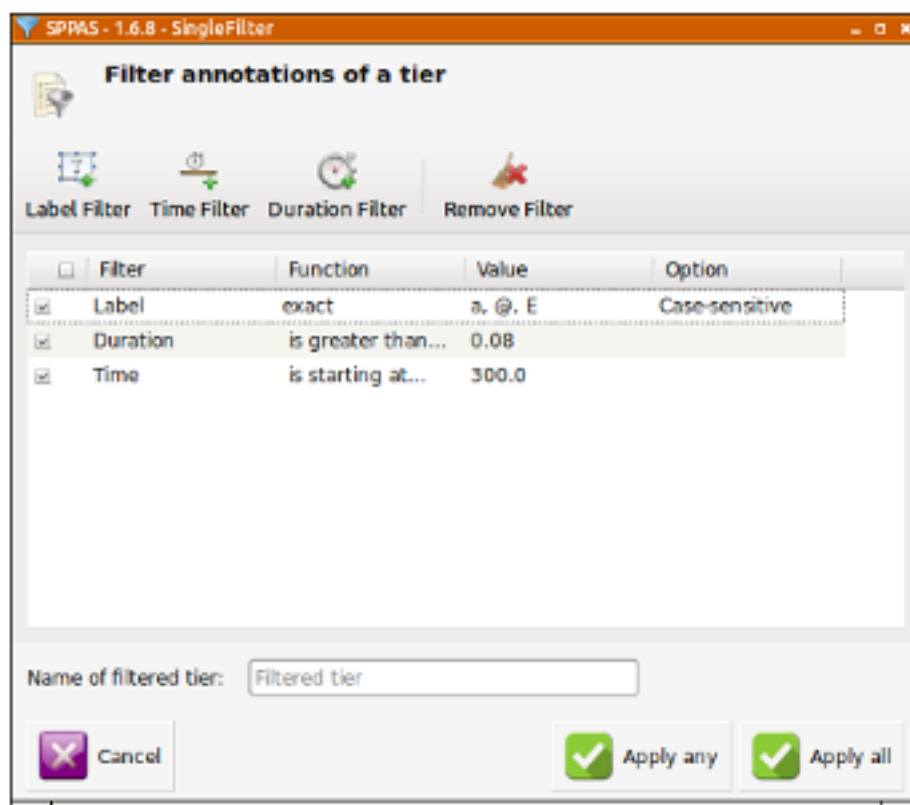 SPPAS - 1.6.8 - SingleFilter
Filter annotations of a tier
Label Filter Time Filter Duration Filter Remove Filter
Filter Function Value Option
Label exact a, @, E Case-sensitive
Duration is greater than... 0.08
Time is starting at... 300.0
Name of filtered tier: Filtered tier
Cancel Apply any Apply all